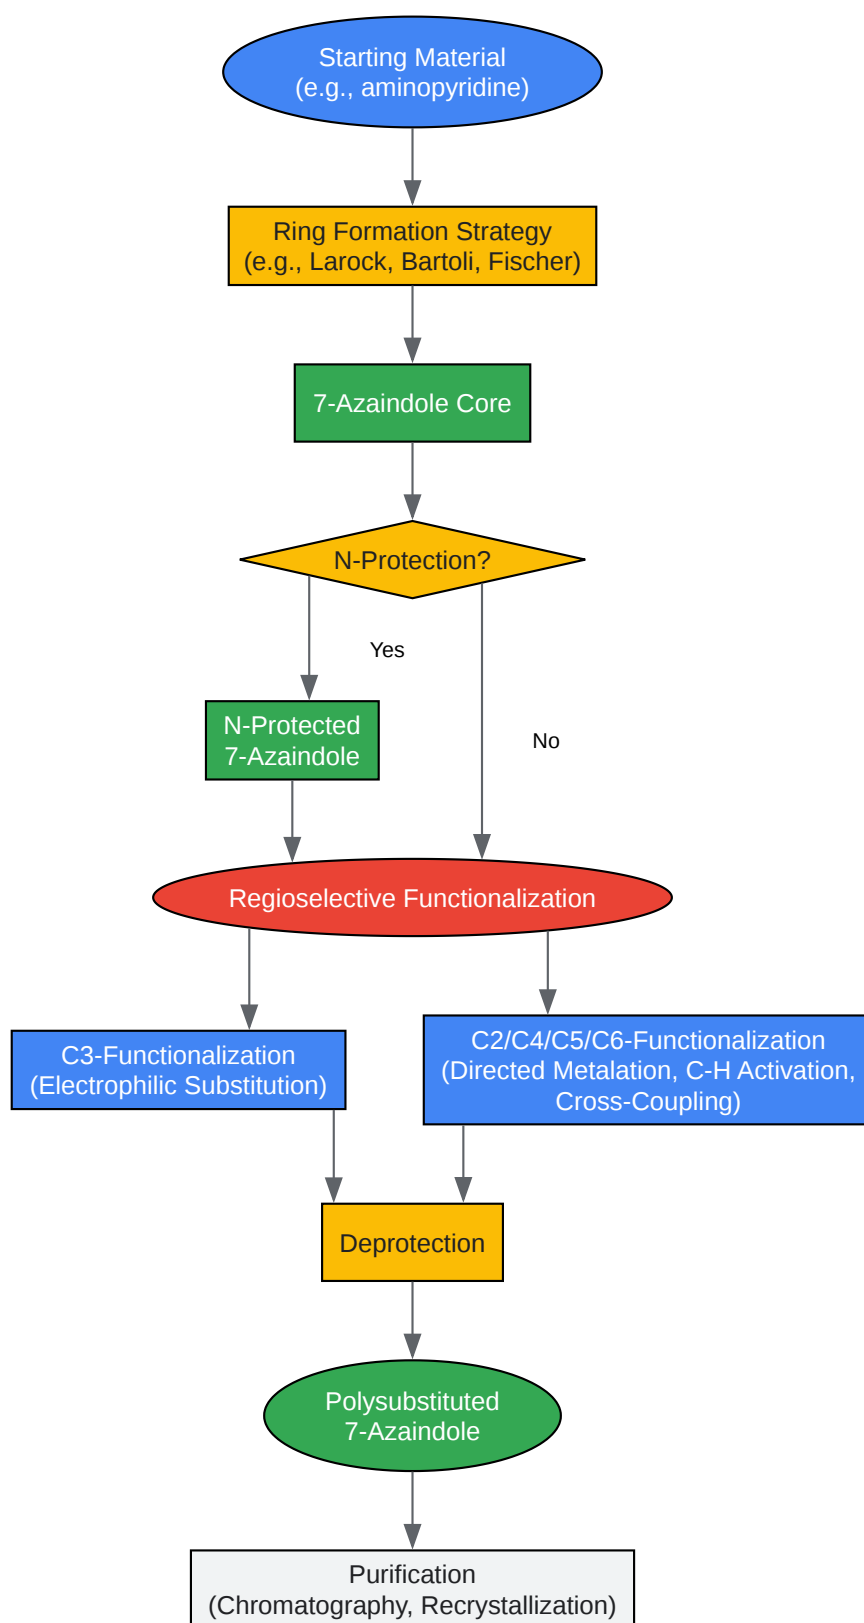 Starting Material
(e.g., aminopyridine)
Ring Formation Strategy
(e.g., Larock, Bartoli, Fischer)
7-Azaindole Core
N-Protection?
Yes
N-Protected
7-Azaindole
No
Regioselective Functionalization
C3-Functionalization
(Electrophilic Substitution)
C2/C4/C5/C6-Functionalization
(Directed Metalation, C-H Activation,
Cross-Coupling)
Deprotection
Polysubstituted
7-Azaindole
Purification
(Chromatography, Recrystallization)